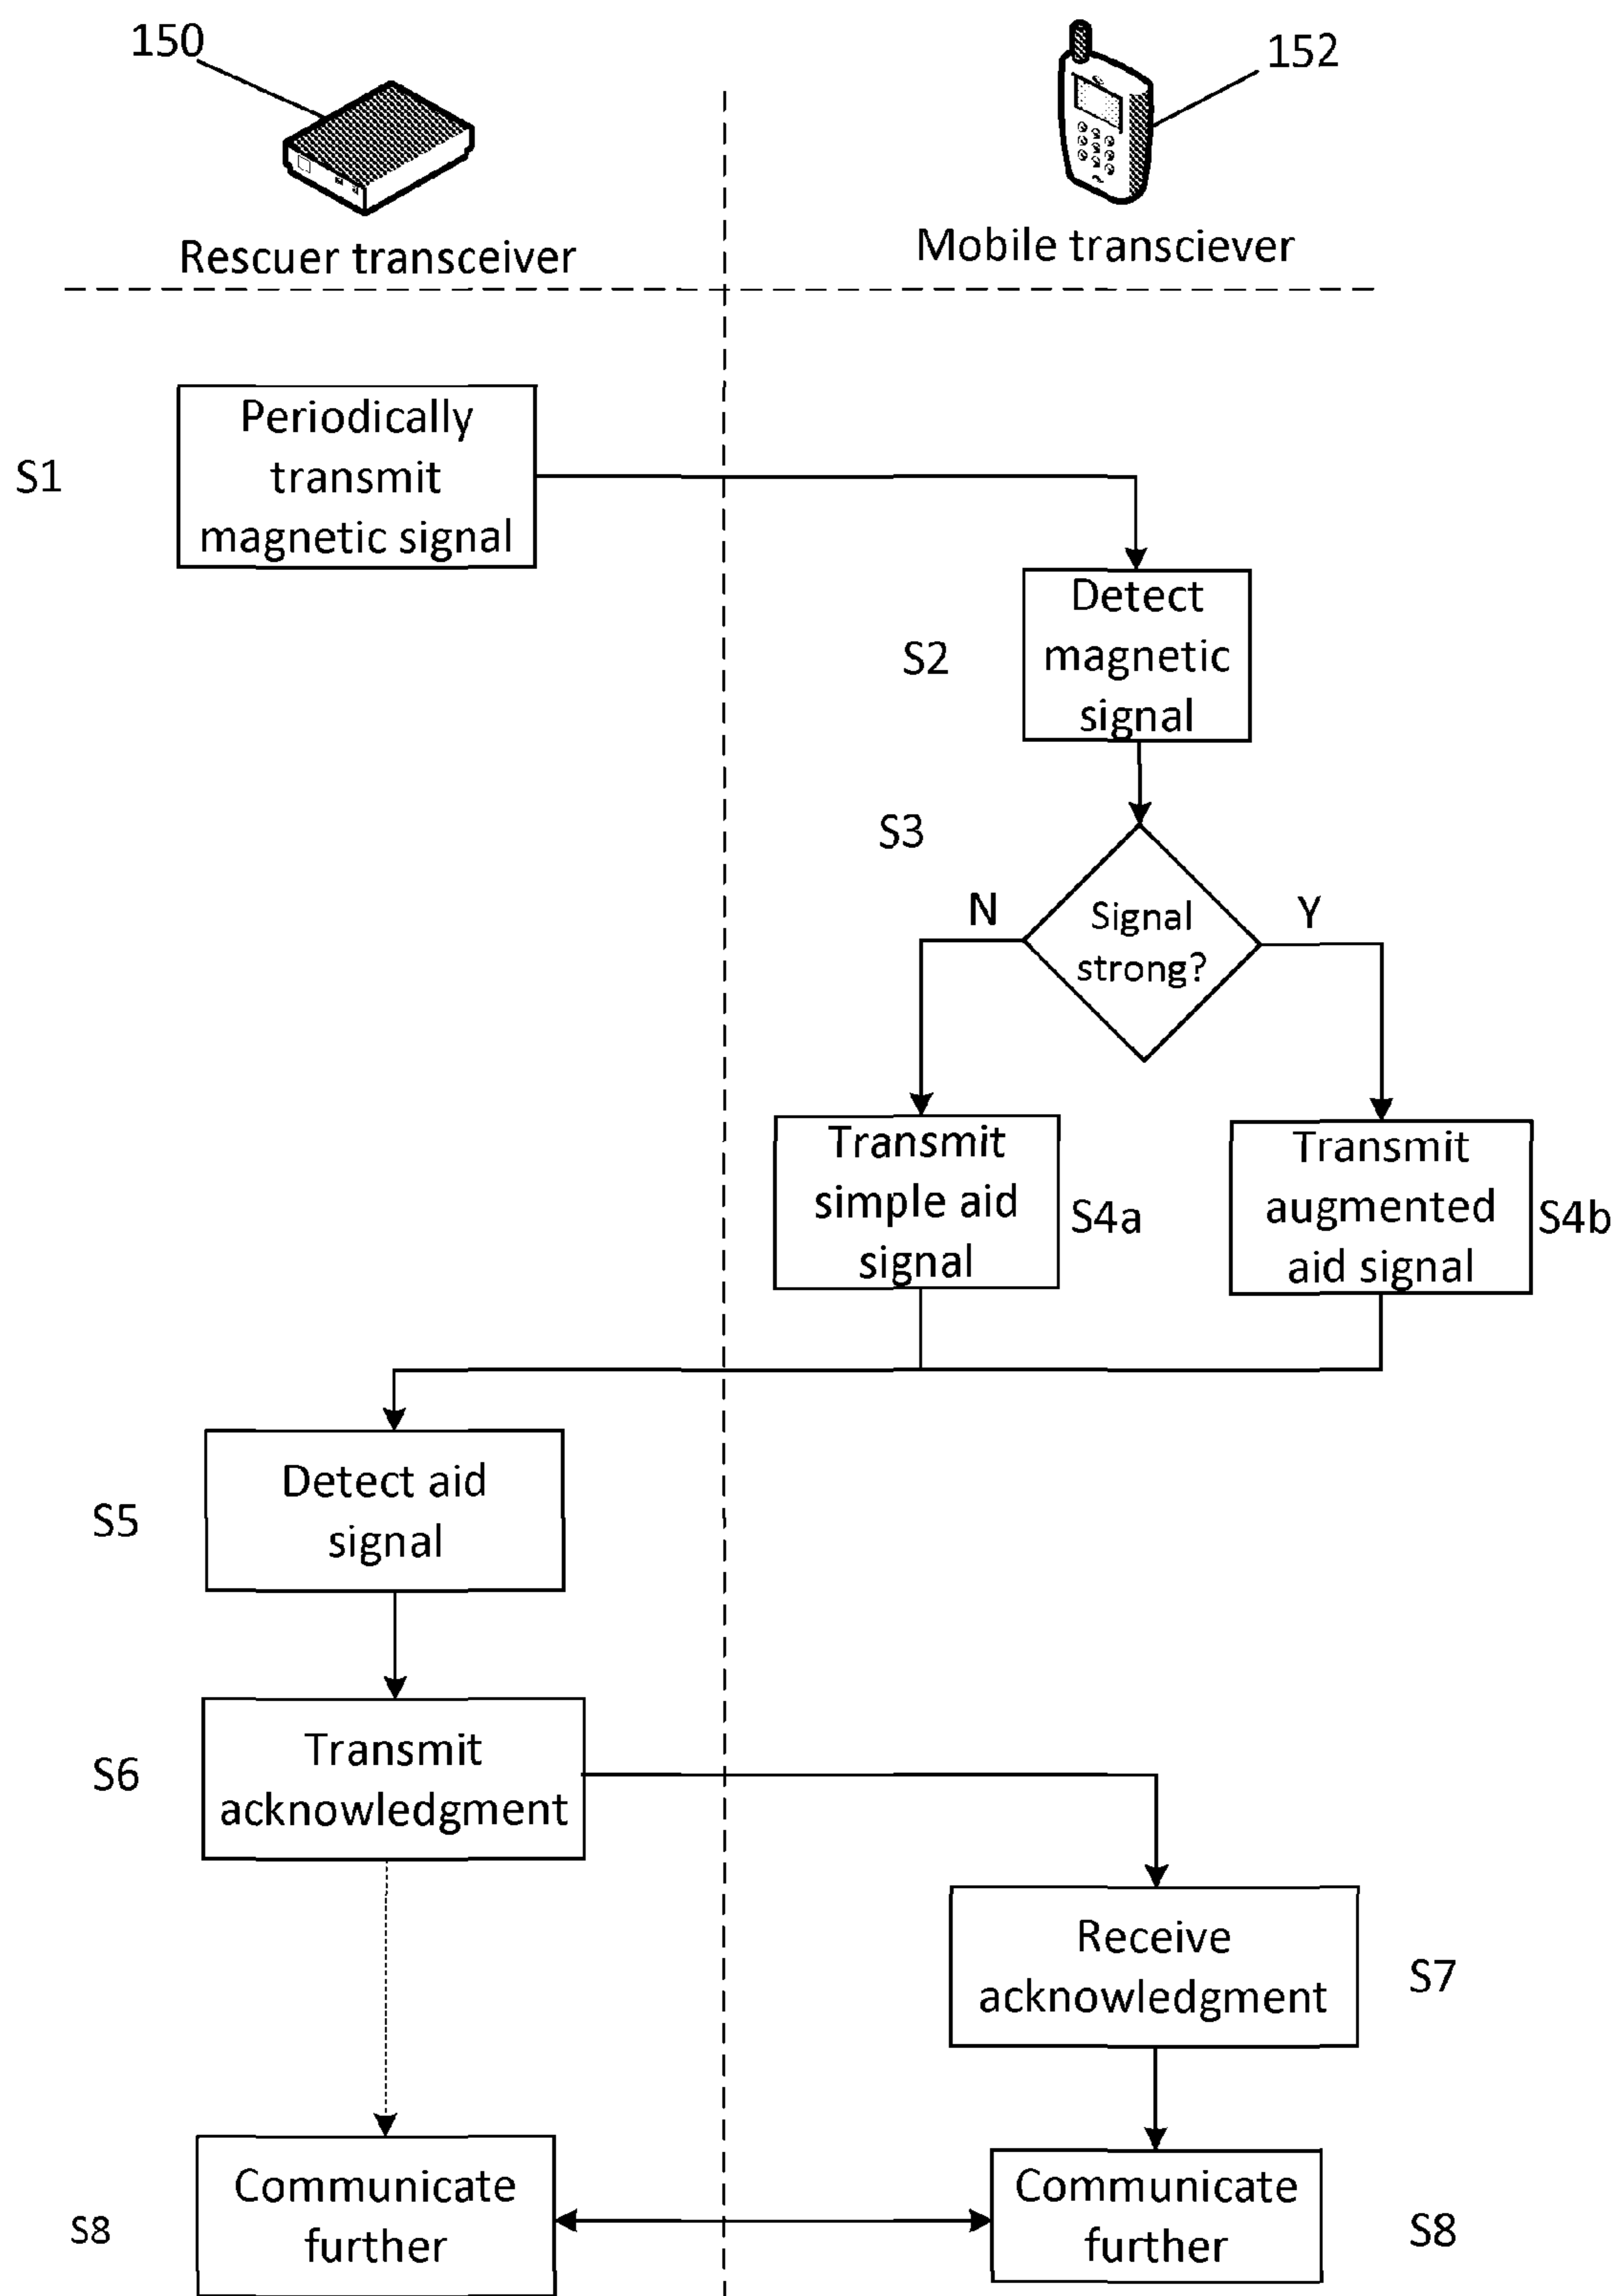 150
152
Rescuer transceiver
Mobile transciever
S1
Periodically
transmit
magnetic signal
S2
Detect
magnetic
signal
S3
N
Signal
strong?
Y
Transmit
simple aid
signal
S4a
Transmit
augmented
aid signal
S4b
S5
Detect aid
signal
S6
Transmit
acknowledgment
Receive
acknowledgment
S7
S8
Communicate
further
Communicate
further
S8